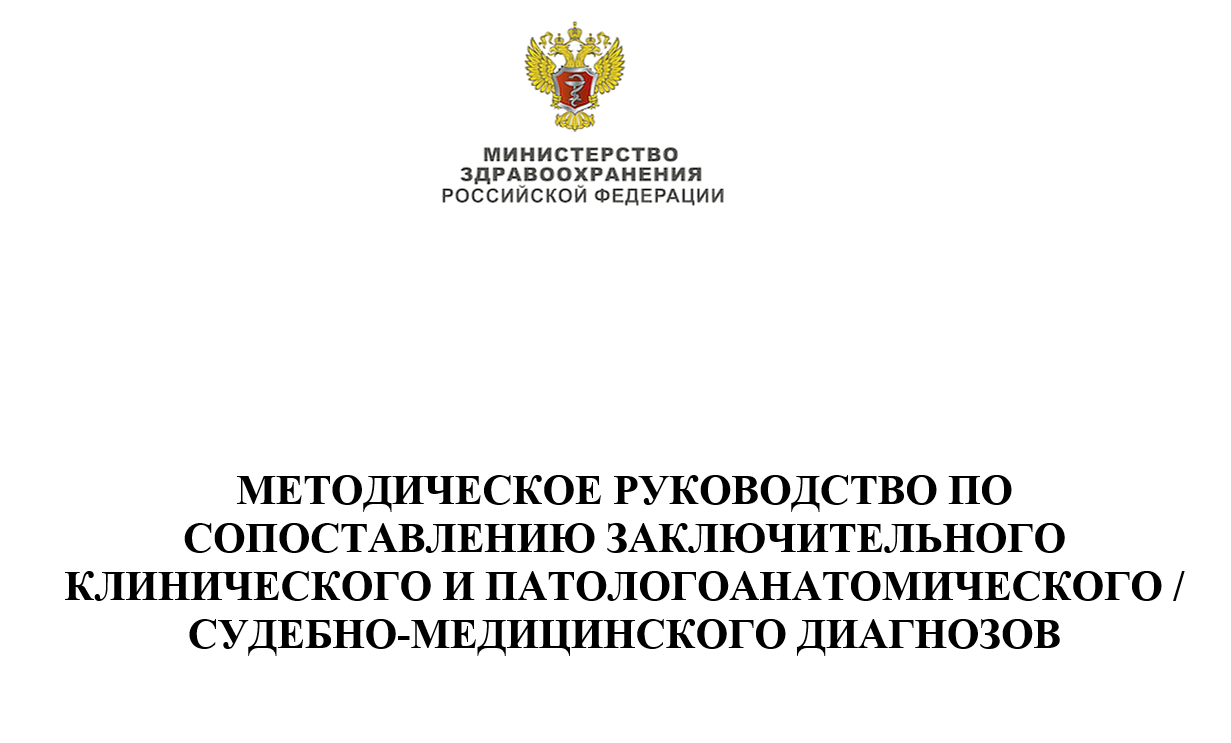 МИНИСТЕРСТВО
ЗДРАВООХРАНЕНИЯ
РОССИЙСКОЙ ФЕДЕРАЦИИ
МЕТОДИЧЕСКОЕ РУКОВОДСТВО ПО
СОПОСТАВЛЕНИЮ ЗАКЛЮЧИТЕЛЬНОГО
КЛИНИЧЕСКОГО И ПАТОЛОГОАНАТОМИЧЕСКОГО /
СУДЕБНО-МЕДИЦИНСКОГО ДИАГНОЗОВ